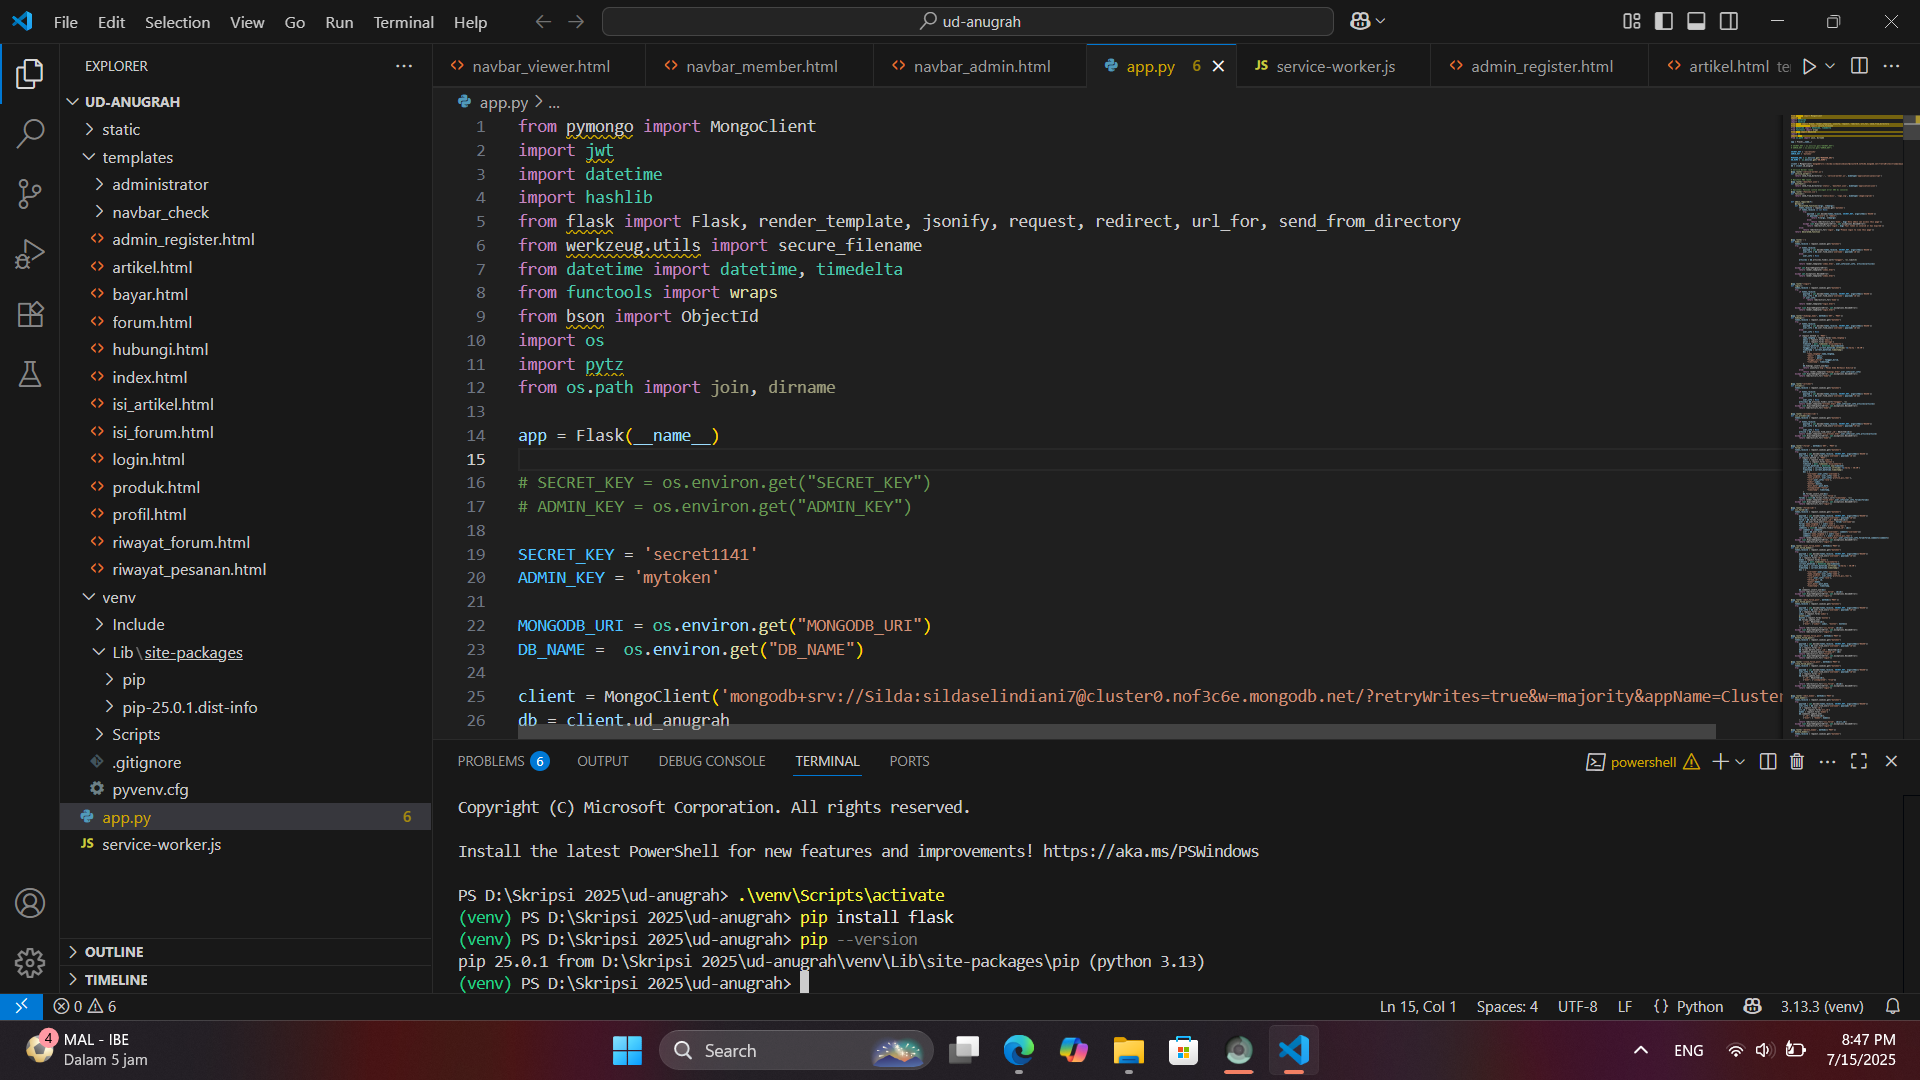 File Edit Selection View Go Run Terminal Help
ud-anugrah
EXPLORER
UD-ANUGRAH
static
templates
administrator
navbar_check
admin_register.html
artikel.html
bayar.html
forum.html
hubungi.html
index.html
isi_artikel.html
isi_forum.html
login.html
produk.html
profil.html
riwayat_forum.html
riwayat_pesanan.html
venv
Include
Lib\site-packages
pip
pip-25.0.1.dist-info
Scripts
.gitignore
pyvenv.cfg
app.py 6
JS service-worker.js
OUTLINE
TIMELINE
navbar_viewer.html navbar_member.html navbar_admin.html app.py 6 JS service-worker.js admin_register.html artikel.html te
app.py > ...
1 from pymongo import MongoClient
2 import jwt
3 import datetime
4 import hashlib
5 from flask import Flask, render_template, jsonify, request, redirect, url_for, send_from_directory
6 from werkzeug.utils import secure_filename
7 from datetime import datetime, timedelta
8 from functools import wraps
9 from bson import ObjectId
10 import os
11 import pytz
12 from os.path import join, dirname
13
14 app = Flask(__name__)
15
16 # SECRET_KEY = os.environ.get("SECRET_KEY")
17 # ADMIN_KEY = os.environ.get("ADMIN_KEY")
18
19 SECRET_KEY = 'secret1141'
20 ADMIN_KEY = 'mytoken'
21
22 MONGODB_URI = os.environ.get("MONGODB_URI")
23 DB_NAME =  os.environ.get("DB_NAME")
24
25 client = MongoClient('mongodb+srv://Silda:sildaselindiani7@cluster0.nof3c6e.mongodb.net/?retryWrites=true&w=majority&appName=Cluster
26 db = client.ud_anugrah
PROBLEMS 6 OUTPUT DEBUG CONSOLE TERMINAL PORTS
powershell
Copyright (C) Microsoft Corporation. All rights reserved.
Install the latest PowerShell for new features and improvements! https://aka.ms/PSWindows
PS D:\Skripsi 2025\ud-anugrah> .\venv\Scripts\activate
(venv) PS D:\Skripsi 2025\ud-anugrah> pip install flask
(venv) PS D:\Skripsi 2025\ud-anugrah> pip --version
pip 25.0.1 from D:\Skripsi 2025\ud-anugrah\venv\Lib\site-packages\pip (python 3.13)
(venv) PS D:\Skripsi 2025\ud-anugrah>
0 6
Ln 15, Col 1 Spaces: 4 UTF-8 LF {} Python 3.13.3 (venv)
4
MAL - IBE
Dalam 5 jam
Search
ENG
8:47 PM
7/15/2025